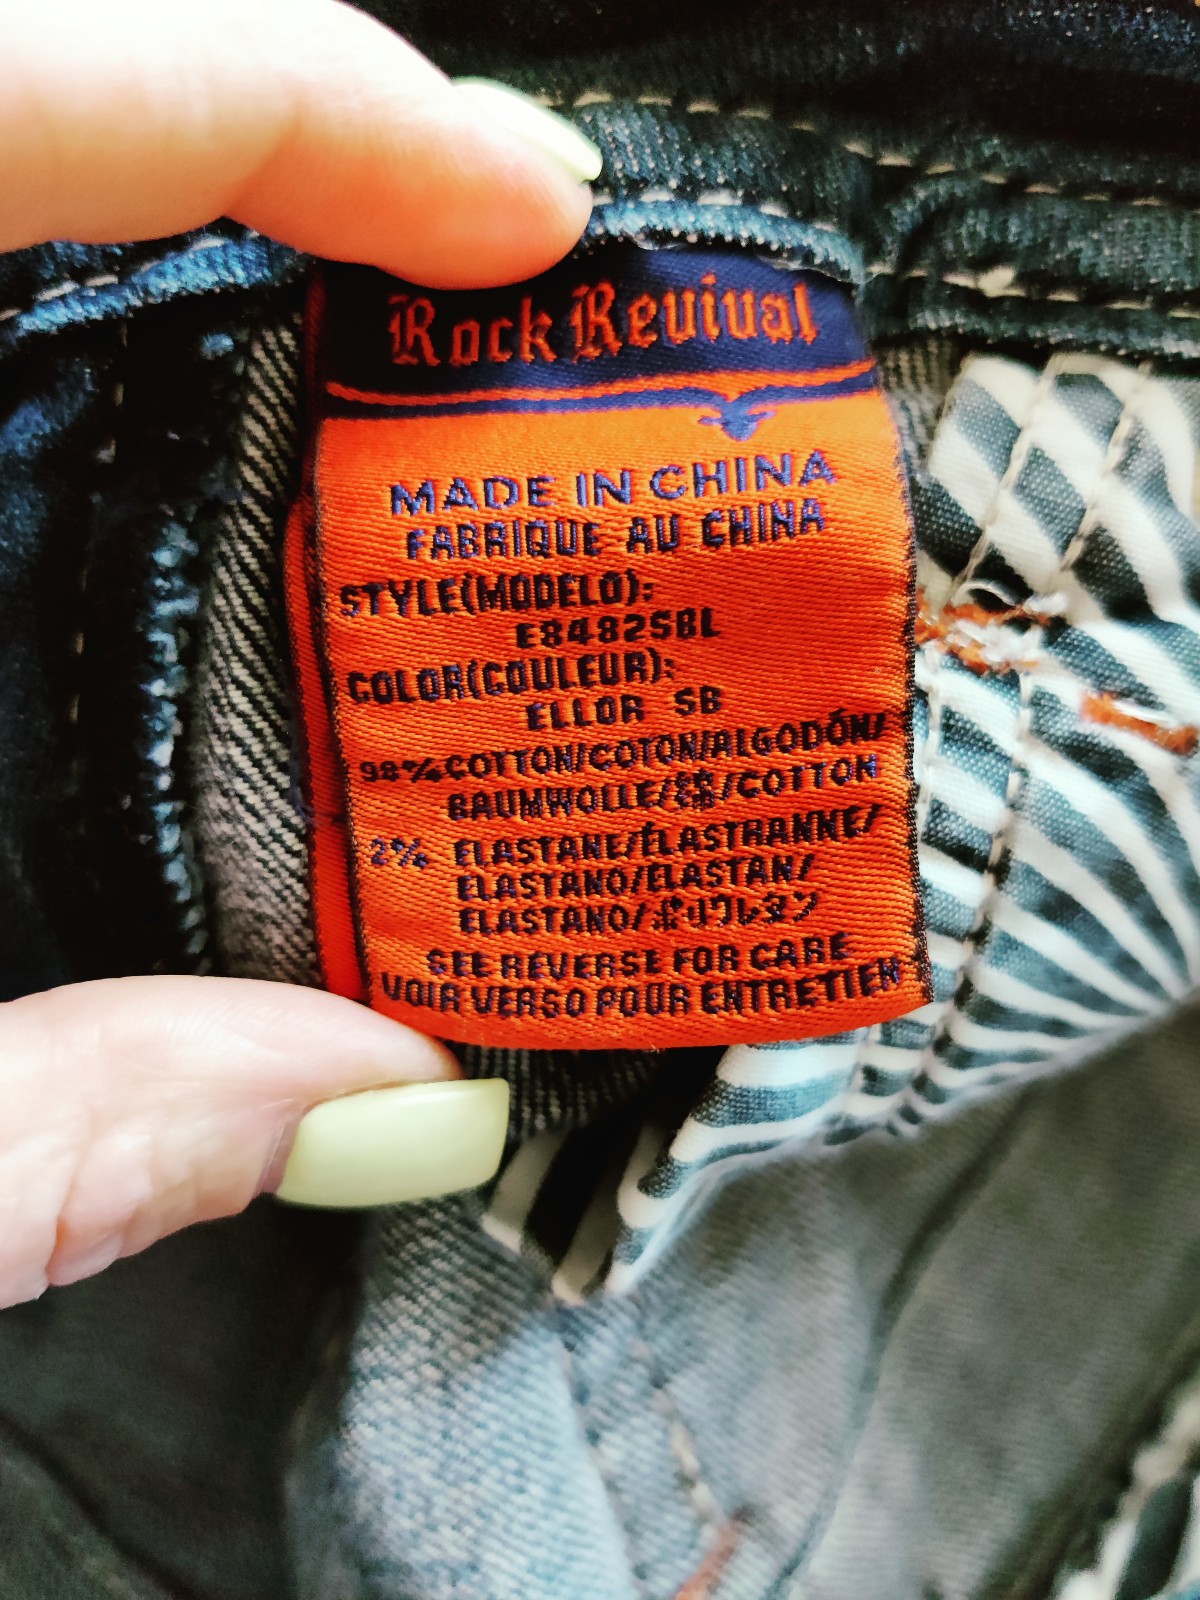 Rock Revival
MADE IN CHINA
FABRIQUE AU CHINA
STYLE(MODELO):
E8482SBL
COLOR(COULEUR):
ELLOR SB
98%COTTON/COTON/ALGODÓN/
BAUMWOLLE/綿/COTTON
2% ELASTANE/ÉLASTRANNE/
ELASTANO/ELASTAN/
ELASTANO/ポリウレタン
SEE REVERSE FOR CARE
VOIR VERSO POUR ENTRETIEN